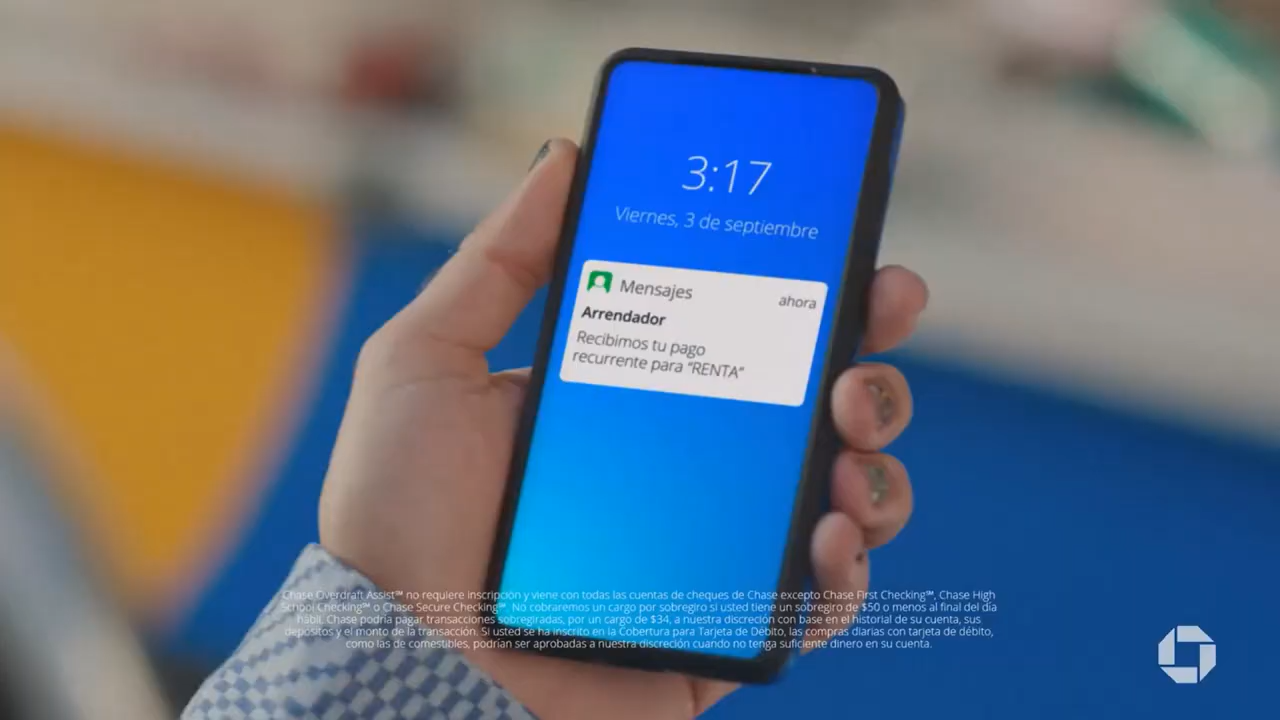 3:17
Viernes, 3 de septiembre
Mensajes
ahora
Arrendador
Recibimos tu pago
recurrente para "RENTA"
Chase Overdraft Assist℠ no requiere inscripción y viene con todas las cuentas de cheques de Chase excepto Chase First Checking℠, Chase High
School Checking℠ o Chase Secure Checking℠. No cobraremos un cargo por sobregiro si usted tiene un sobregiro de $50 o menos al final del día
hábil. Chase podría pagar transacciones sobregiradas, por un cargo de $34, a nuestra discreción con base en el historial de su cuenta, sus
depósitos y el monto de la transacción. Si usted se ha inscrito en la Cobertura para Tarjeta de Débito, las compras diarias con tarjeta de débito,
como las de comestibles, podrían ser aprobadas a nuestra discreción cuando no tenga suficiente dinero en su cuenta.